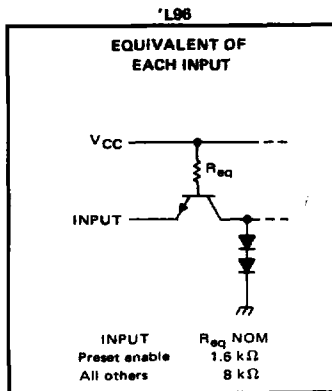 'L96
EQUIVALENT OF
EACH INPUT
VCC
Req
INPUT
INPUT Req NOM
Preset enable 1.6 kΩ
All others 8 kΩ